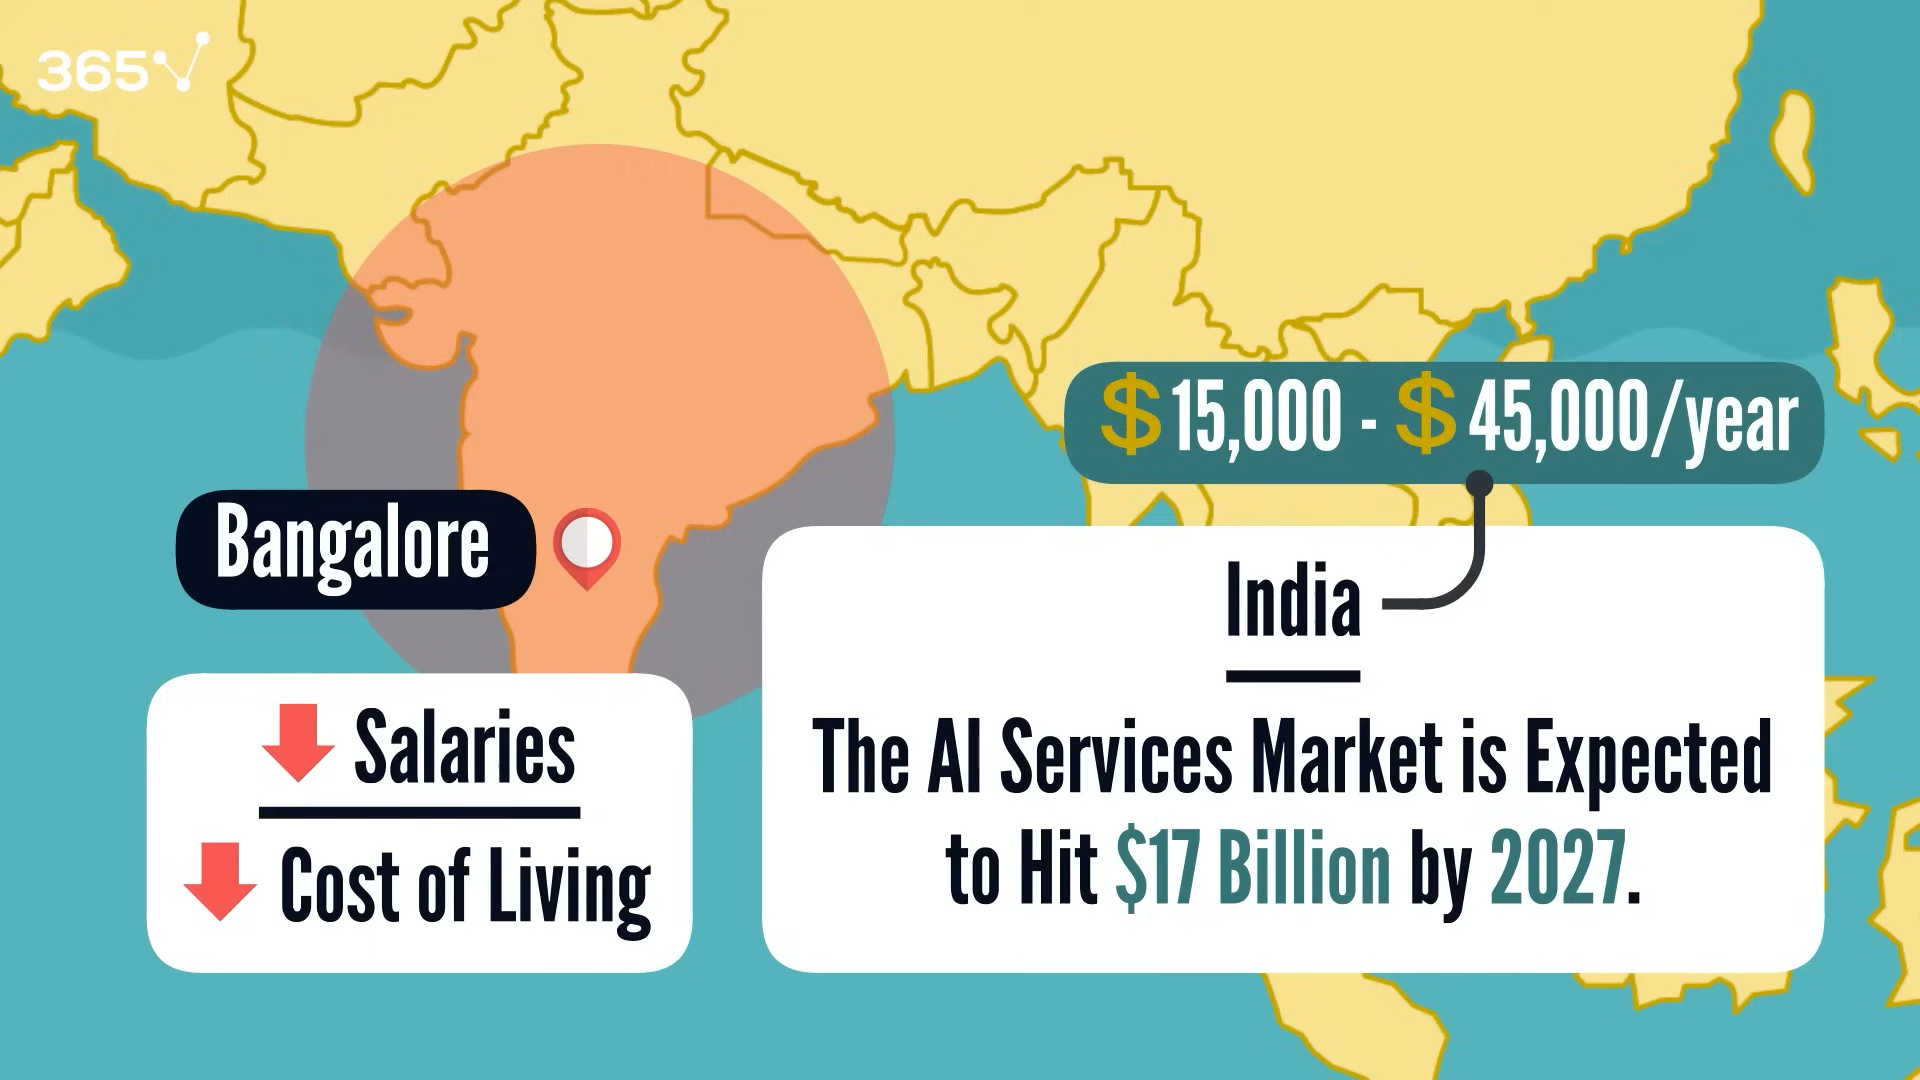 365
$15,000 - $45,000/year
Bangalore
India
Salaries
Cost of Living
The AI Services Market is Expected
to Hit $17 Billion by 2027.